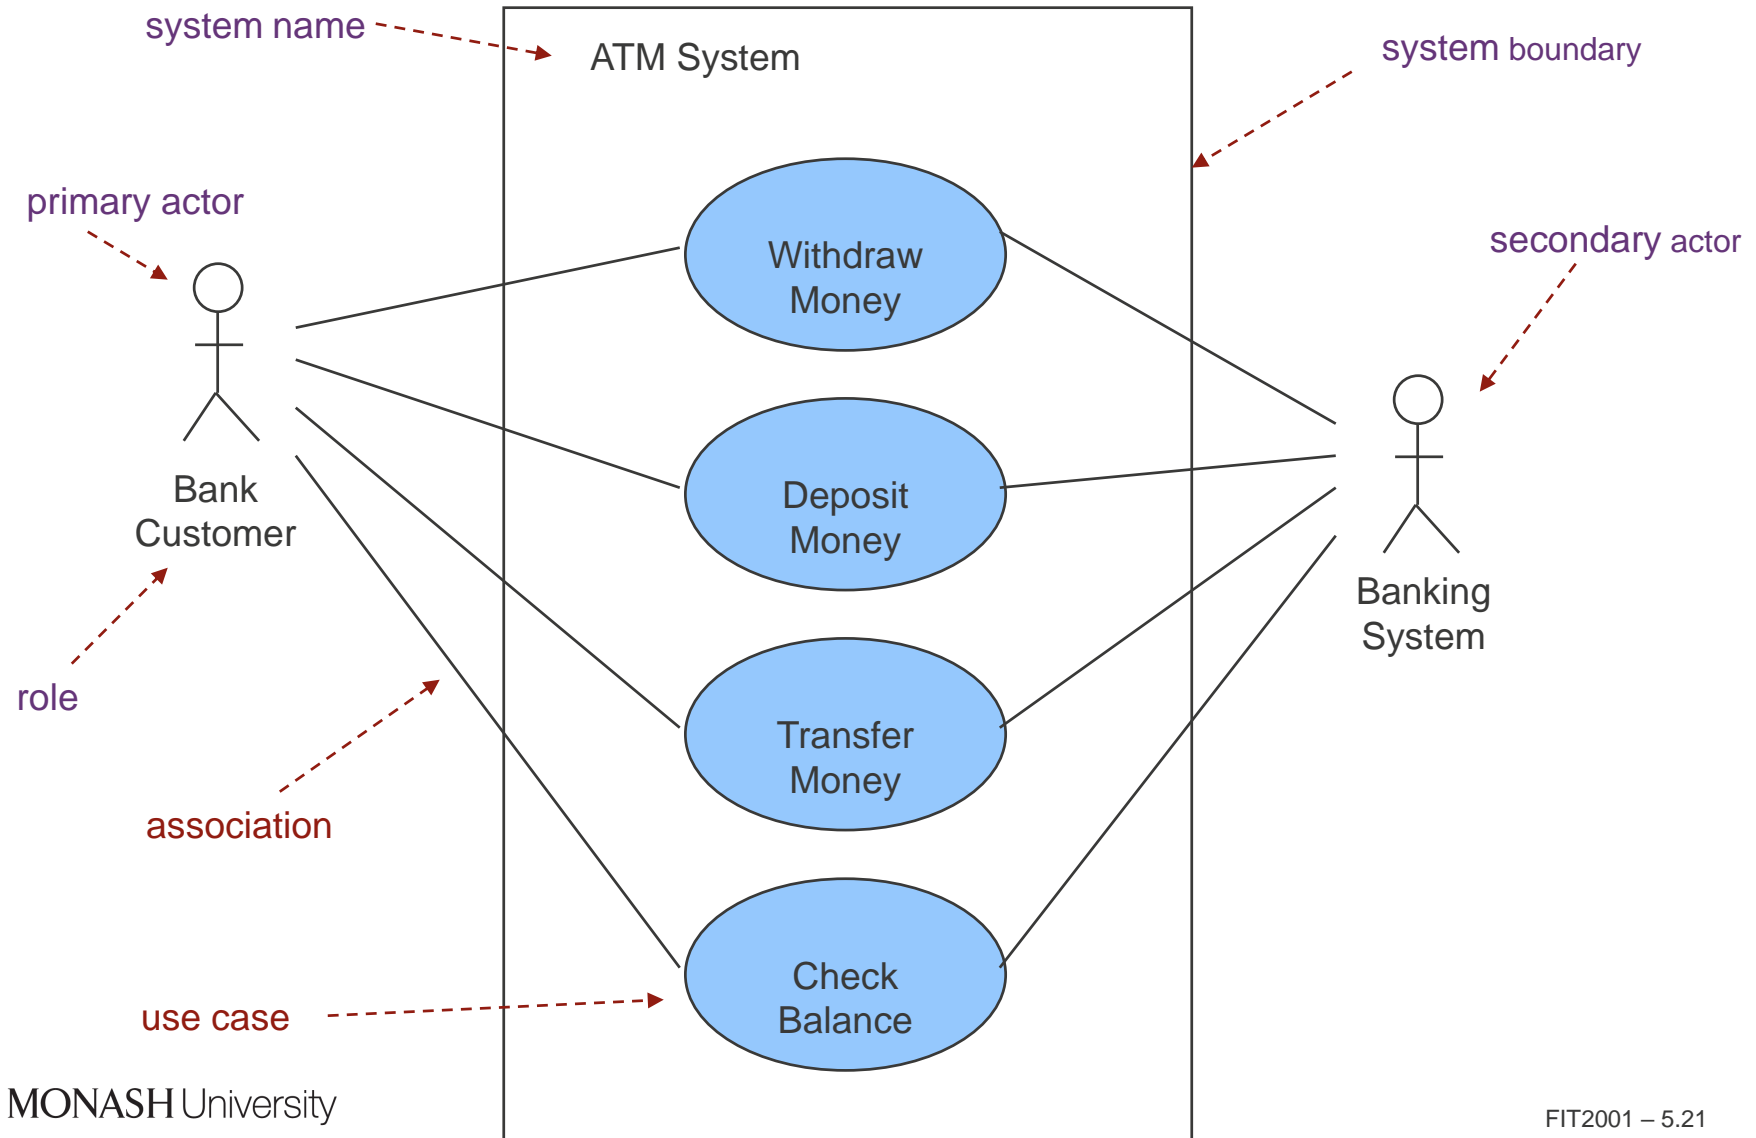 system name
ATM System
system boundary
primary actor
secondary actor
Withdraw
Money
Bank
Customer
Deposit
Money
Banking
System
role
Transfer
Money
association
Check
Balance
use case
MONASH University
FIT2001 – 5.21